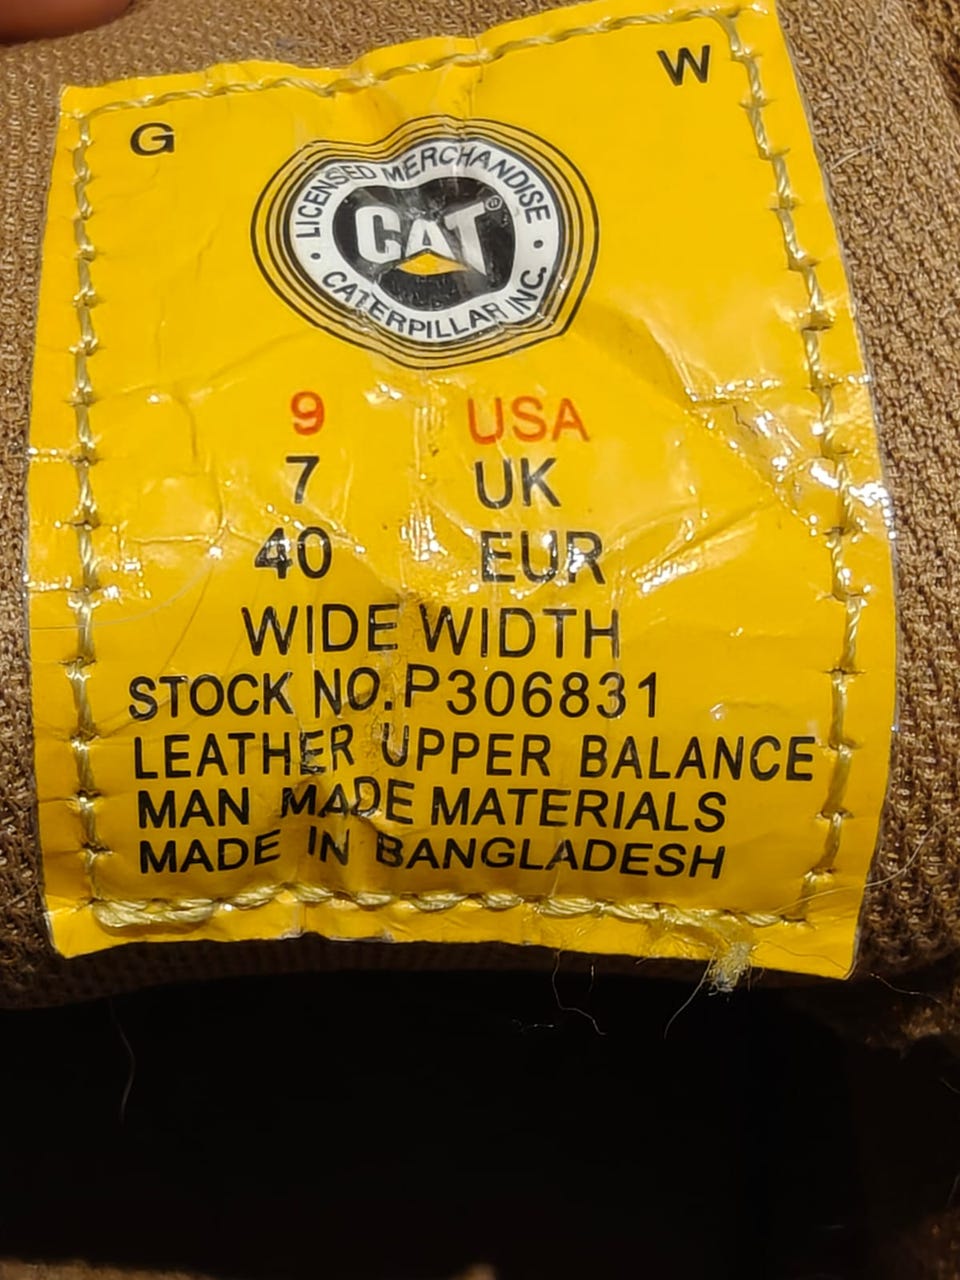 G W
LICENSED MERCHANDISE
CAT®
CATERPILLAR INC.
9 USA
7 UK
40 EUR
WIDE WIDTH
STOCK NO.P306831
LEATHER UPPER BALANCE
MAN MADE MATERIALS
MADE IN BANGLADESH